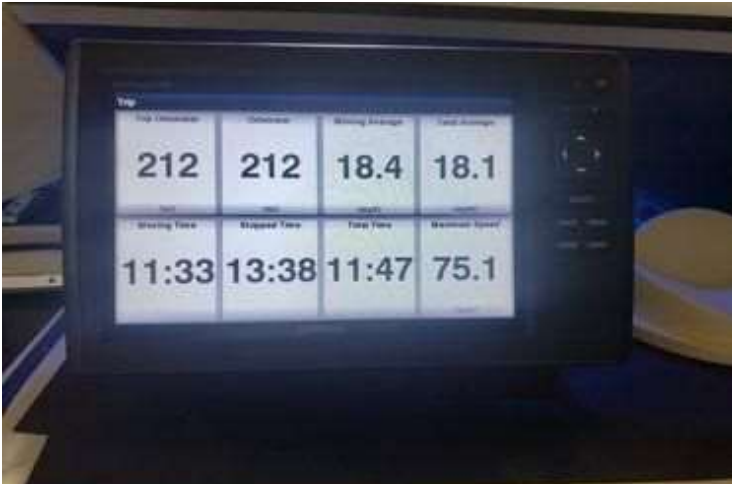 Trip
Trip Odometer
Odometer
Moving Average
Total Average
212
212
18.4
18.1
Moving Time
Stopped Time
Total Time
Maximum Speed
11:33
13:38
11:47
75.1